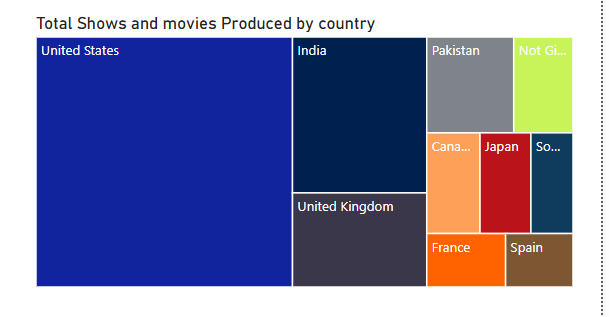 Total Shows and movies Produced by country
United States
India
Pakistan
Not Gi...
Cana...
Japan
So...
United Kingdom
France
Spain